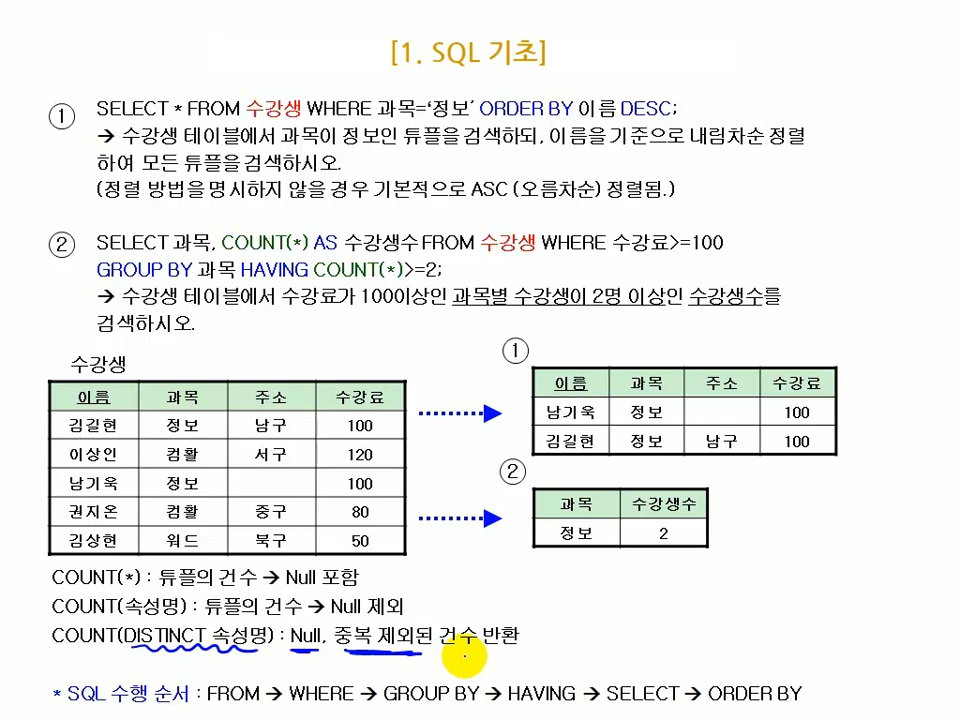 [1. SQL 기초]
① SELECT * FROM 수강생 WHERE 과목=‘정보’ ORDER BY 이름 DESC;
→ 수강생 테이블에서 과목이 정보인 튜플을 검색하되, 이름을 기준으로 내림차순 정렬
하여 모든 튜플을 검색하시오.
(정렬 방법을 명시하지 않을 경우 기본적으로 ASC (오름차순) 정렬됨.)
② SELECT 과목, COUNT(*) AS 수강생수 FROM 수강생 WHERE 수강료>=100
GROUP BY 과목 HAVING COUNT(*)>=2;
→ 수강생 테이블에서 수강료가 100이상인 과목별 수강생이 2명 이상인 수강생수를
검색하시오.
수강생
이름 과목 주소 수강료
김길현 정보 남구 100
이상인 컴활 서구 120
남기욱 정보 100
권지온 컴활 중구 80
김상현 워드 북구 50
①
이름 과목 주소 수강료
남기욱 정보 100
김길현 정보 남구 100
②
과목 수강생수
정보 2
COUNT(*) : 튜플의 건수 → Null 포함
COUNT(속성명) : 튜플의 건수 → Null 제외
COUNT(DISTINCT 속성명) : Null, 중복 제외된 건수 반환
* SQL 수행 순서 : FROM → WHERE → GROUP BY → HAVING → SELECT → ORDER BY